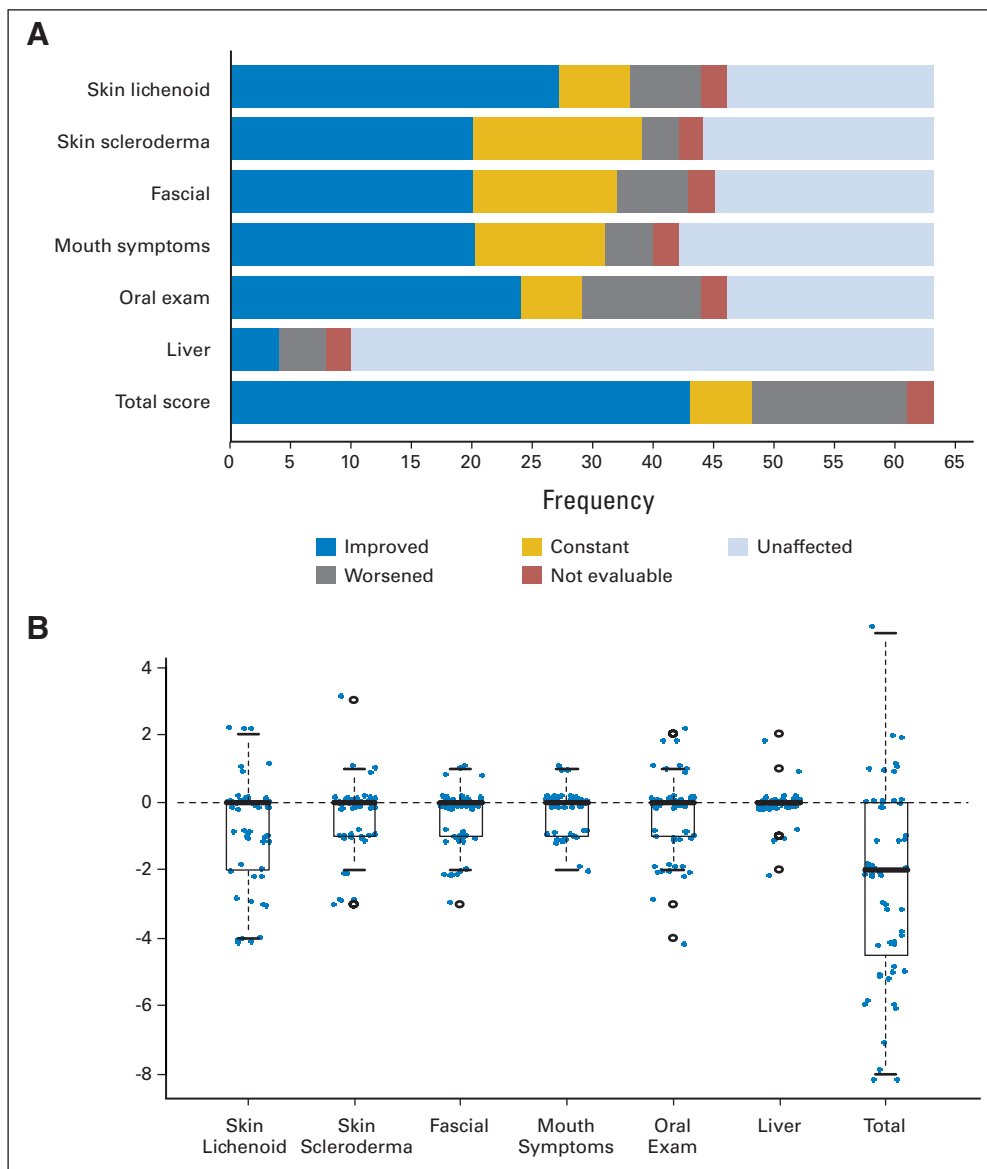 A
Skin lichenoid
Skin scleroderma
Fascial
Mouth symptoms
Oral exam
Liver
Total score
0 5 10 15 20 25 30 35 40 45 50 55 60 65
Frequency
Improved Constant Unaffected
Worsened Not evaluable
B
4
2
0
-2
-4
-6
-8
Skin Lichenoid
Skin Scleroderma
Fascial
Mouth Symptoms
Oral Exam
Liver
Total